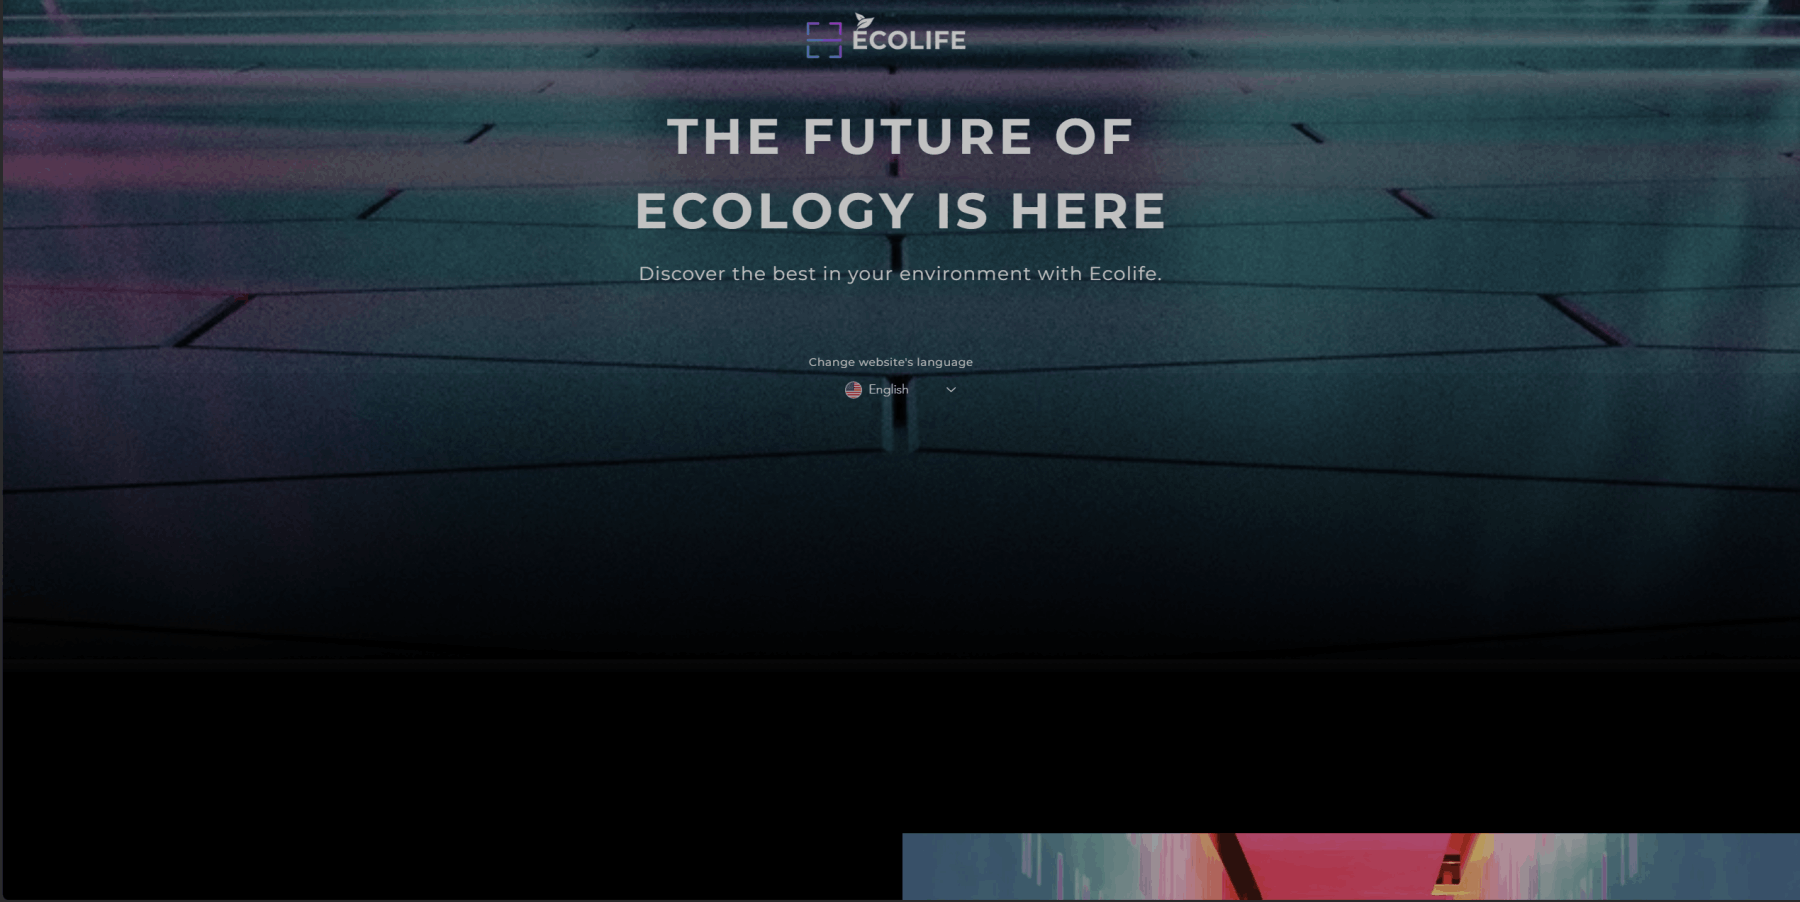 ECOLIFE
THE FUTURE OF
ECOLOGY IS HERE
Discover the best in your environment with Ecolife.
Change website's language
English